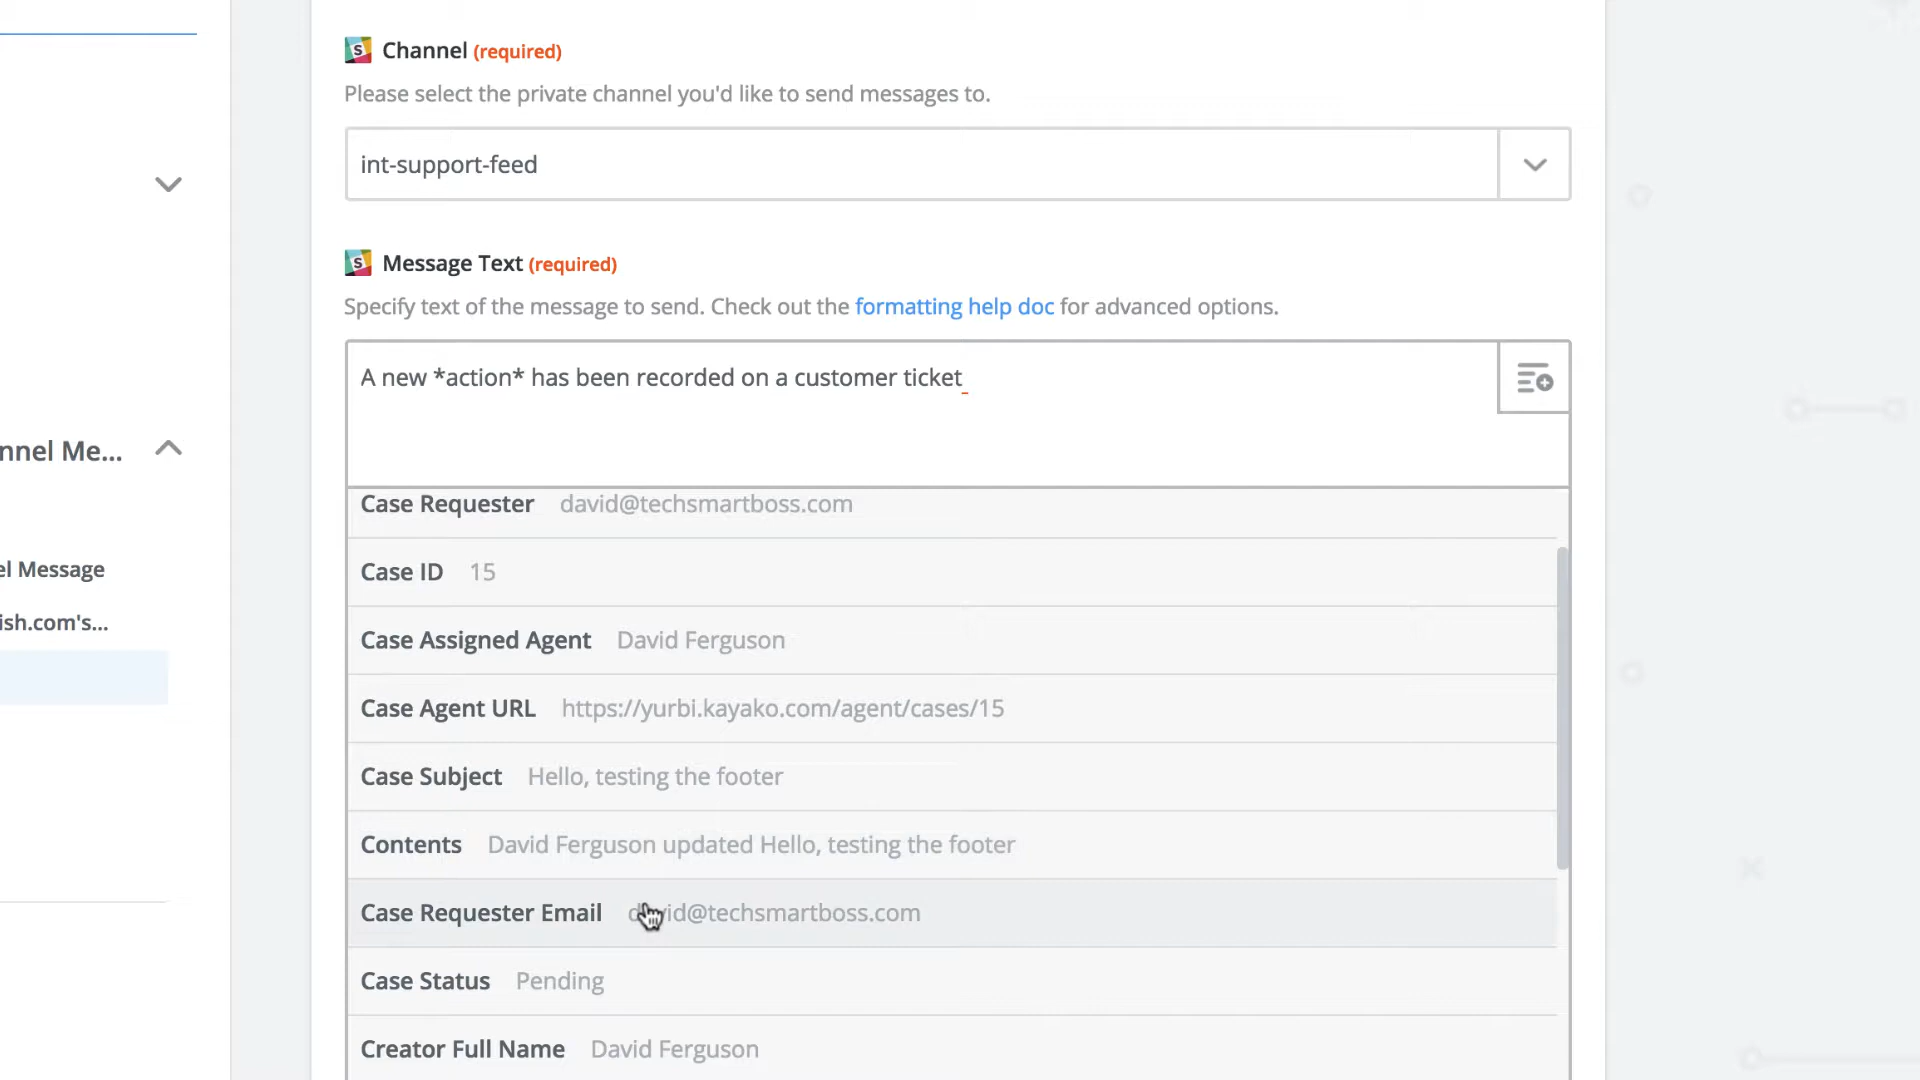 Channel (required)
Please select the private channel you'd like to send messages to.
int-support-feed
Message Text (required)
Specify text of the message to send. Check out the formatting help doc for advanced options.
A new *action* has been recorded on a customer ticket_
nnel Me...
el Message
ish.com's...
Case Requester david@techsmartboss.com
Case ID 15
Case Assigned Agent David Ferguson
Case Agent URL https://yurbi.kayako.com/agent/cases/15
Case Subject Hello, testing the footer
Contents David Ferguson updated Hello, testing the footer
Case Requester Email david@techsmartboss.com
Case Status Pending
Creator Full Name David Ferguson